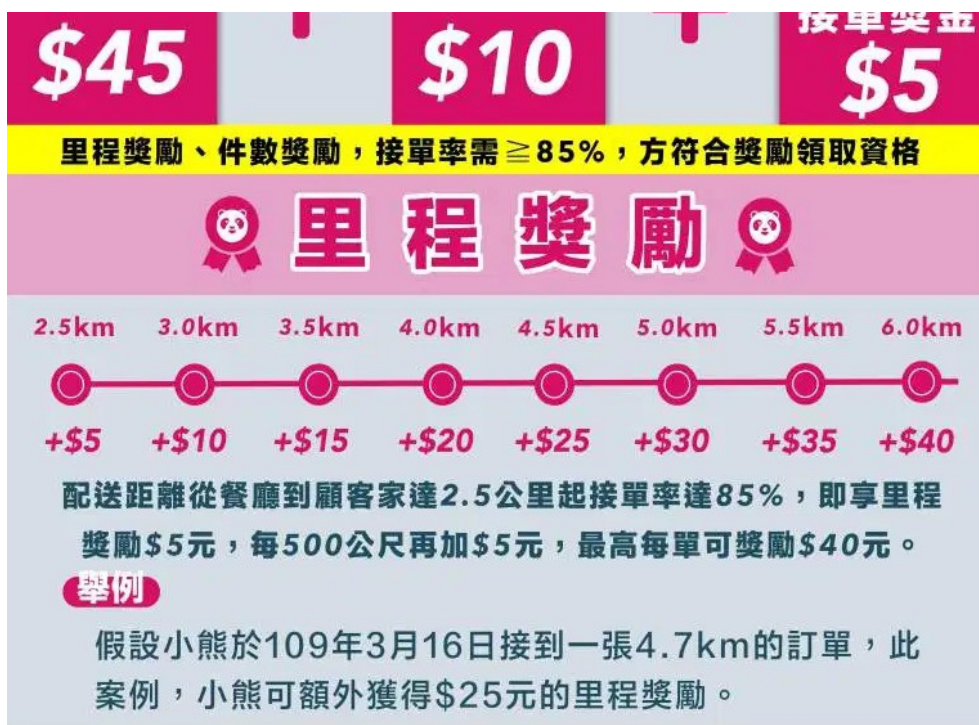 接單獎金
$45
$10
$5
里程獎勵、件數獎勵，接單率需≧85%，方符合獎勵領取資格
里程獎勵
2.5km 3.0km 3.5km 4.0km 4.5km 5.0km 5.5km 6.0km
+$5 +$10 +$15 +$20 +$25 +$30 +$35 +$40
配送距離從餐廳到顧客家達2.5公里起接單率達85%，即享里程
獎勵$5元，每500公尺再加$5元，最高每單可獎勵$40元。
舉例
假設小熊於109年3月16日接到一張4.7km的訂單，此
案例，小熊可額外獲得$25元的里程獎勵。